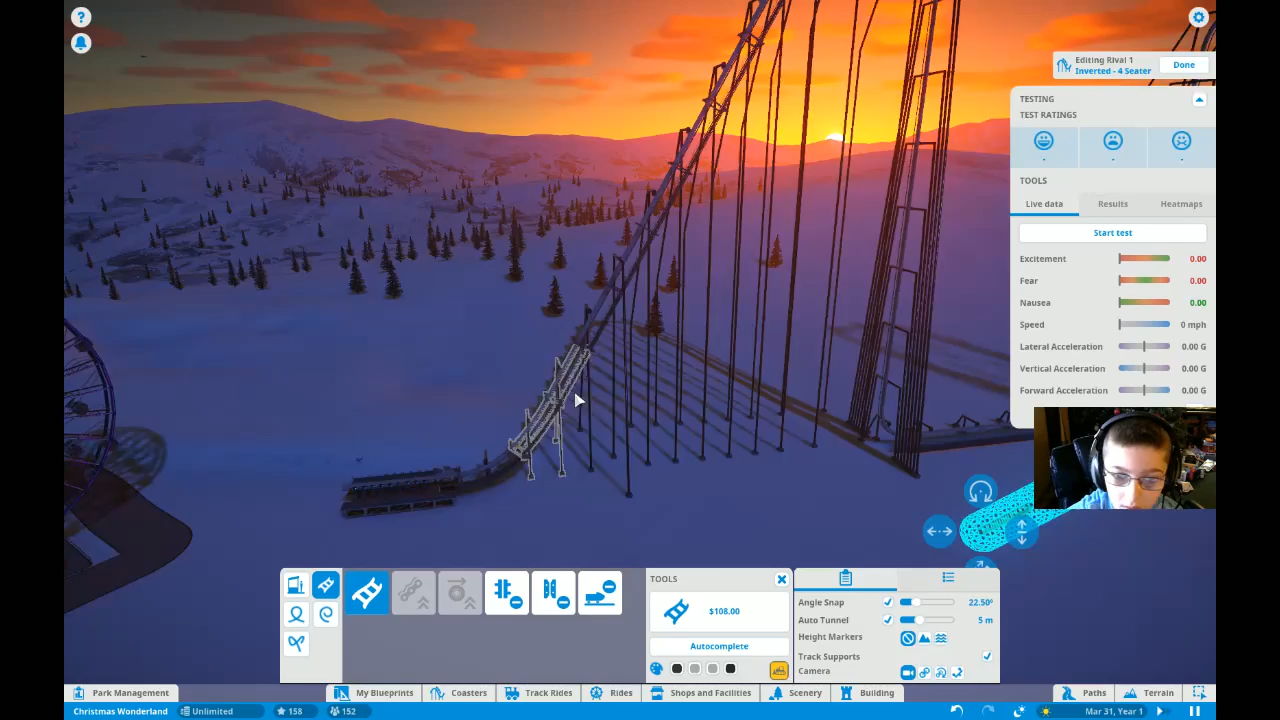 ?
Editing Rival 1
Inverted - 4 Seater
Done
TESTING
TEST RATINGS
- - -
TOOLS
Live data Results Heatmaps
Start test
Excitement 0.00
Fear 0.00
Nausea 0.00
Speed 0 mph
Lateral Acceleration 0.00 G
Vertical Acceleration 0.00 G
Forward Acceleration 0.00 G
TOOLS
$108.00
Autocomplete
Angle Snap 22.50º
Auto Tunnel 5 m
Height Markers
Track Supports
Camera
Park Management My Blueprints Coasters Track Rides Rides Shops and Facilities Scenery Building Paths Terrain
Christmas Wonderland Unlimited 158 152 Mar 31, Year 1